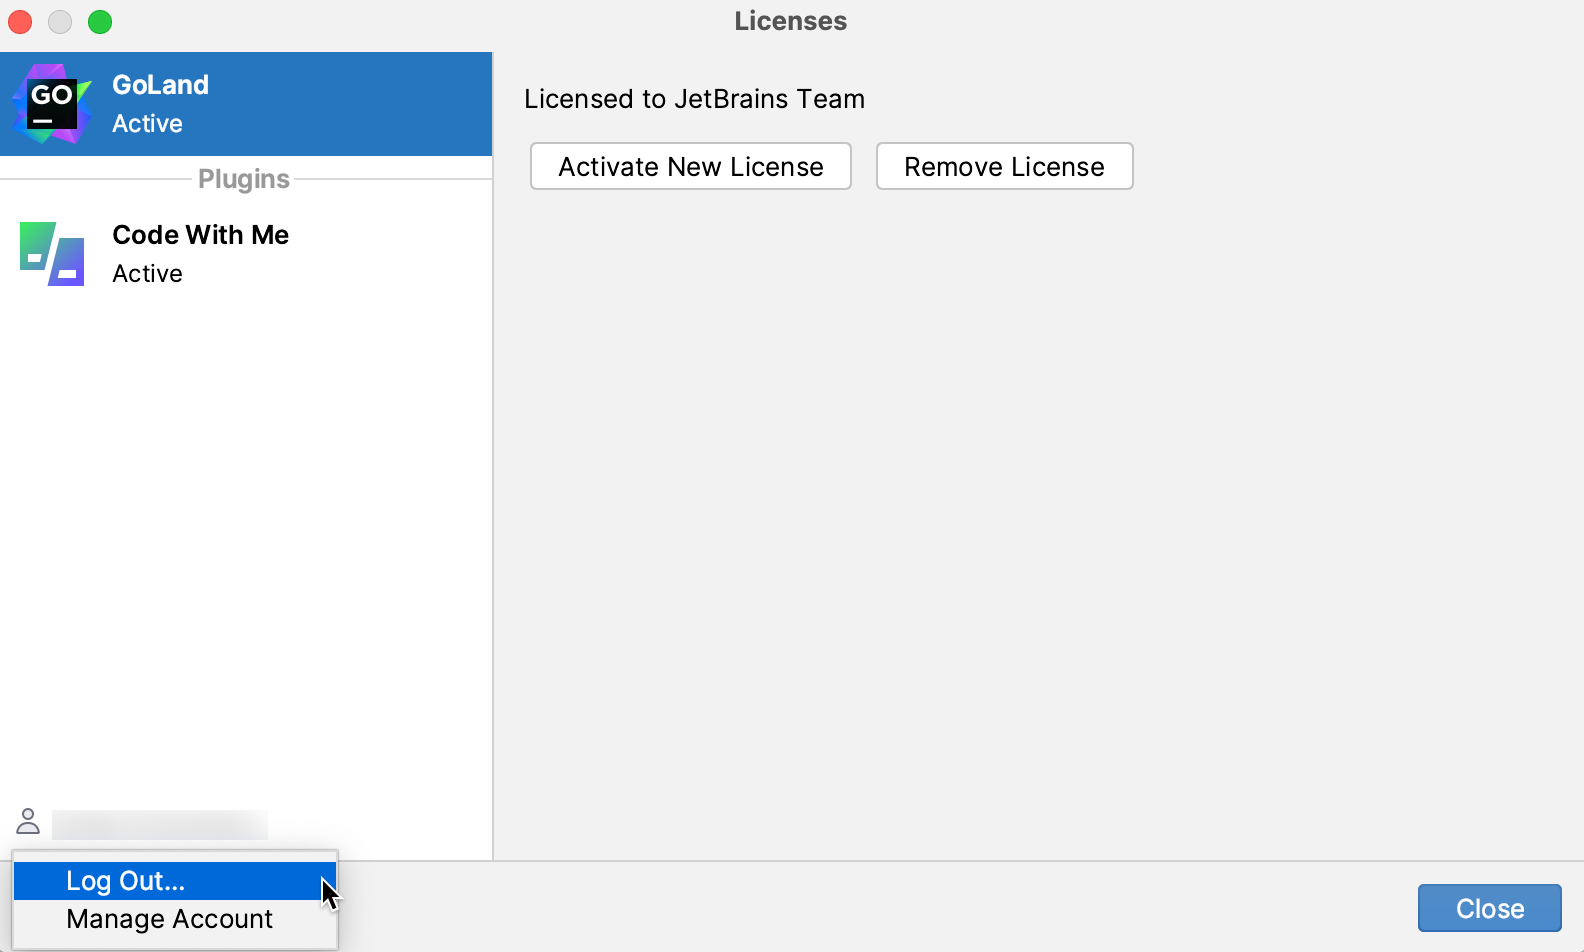 Licenses
GO
GoLand
Active
Plugins
Code With Me
Active
Licensed to JetBrains Team
Activate New License
Remove License
Log Out...
Manage Account
Close